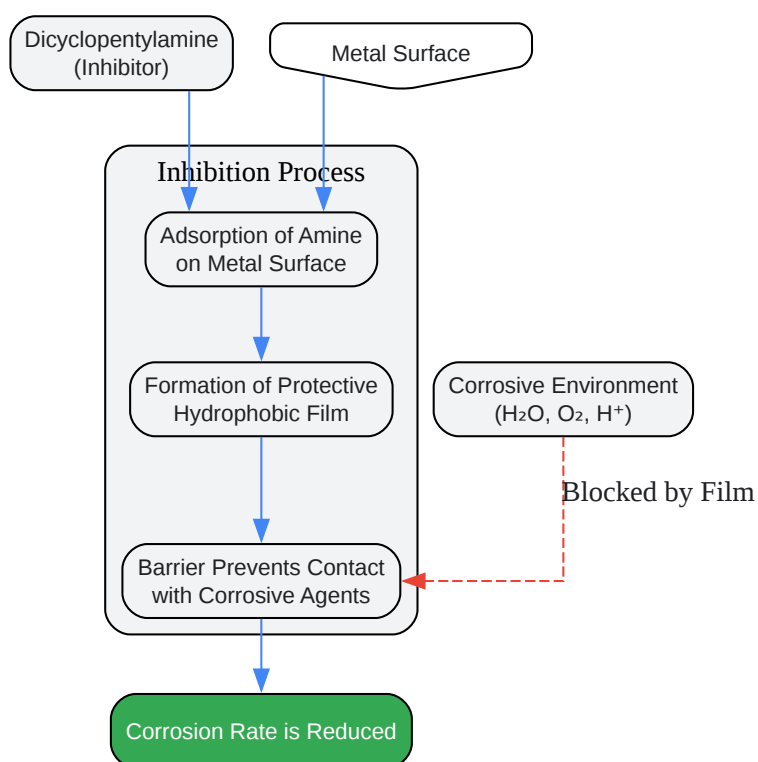 Dicyclopentylamine
(Inhibitor)
Metal Surface
Inhibition Process
Adsorption of Amine
on Metal Surface
Formation of Protective
Hydrophobic Film
Corrosive Environment
(H₂O, O₂, H⁺)
Blocked by Film
Barrier Prevents Contact
with Corrosive Agents
Corrosion Rate is Reduced